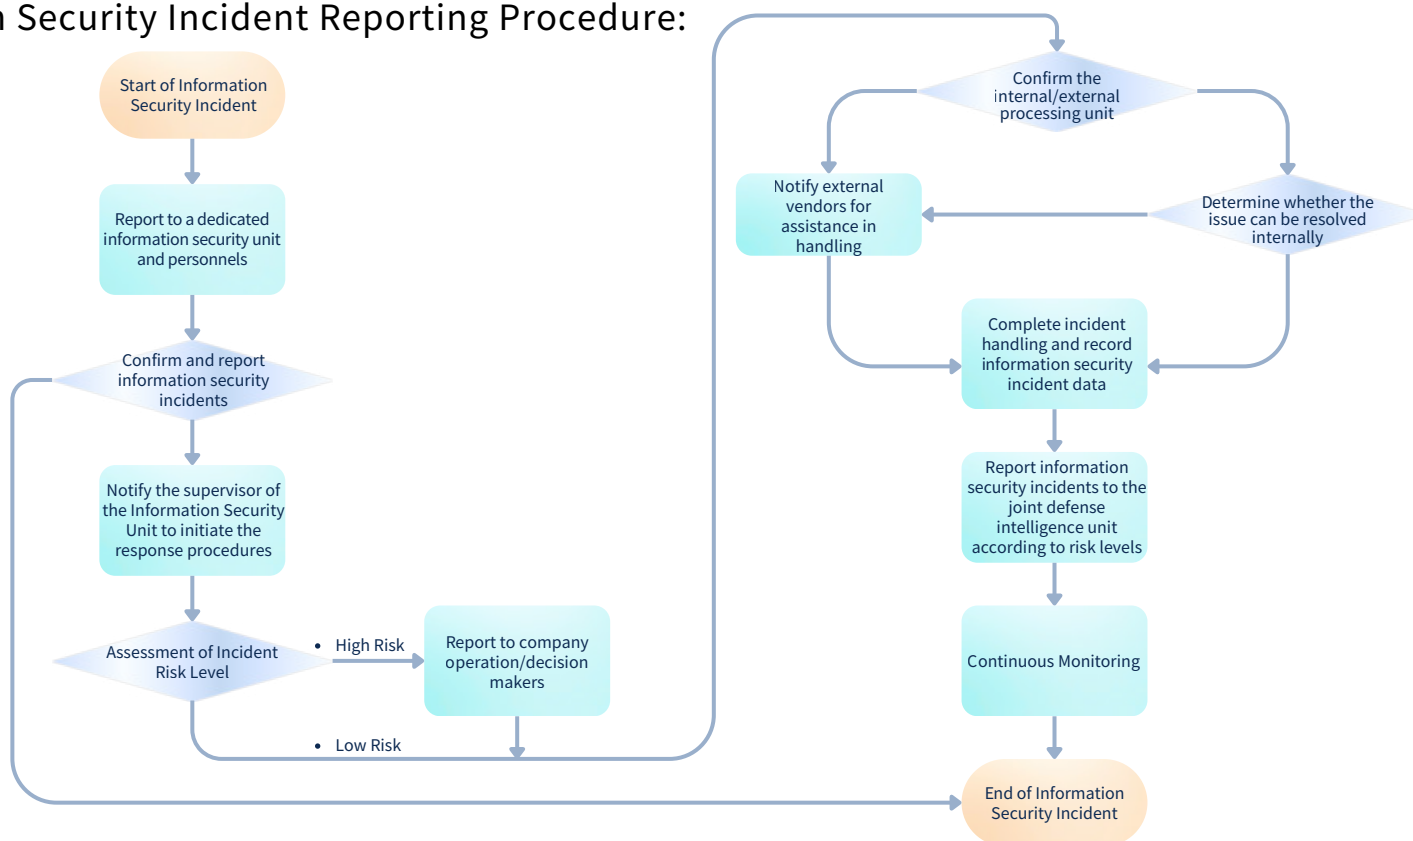 Security Incident Reporting Procedure:
Start of Information
Security Incident
Report to a dedicated
information security unit
and personnels
Confirm and report
information security
incidents
Notify the supervisor of
the Information Security
Unit to initiate the
response procedures
Assessment of Incident
Risk Level
• High Risk
• Low Risk
Report to company
operation/decision
makers
Confirm the
internal/external
processing unit
Notify external
vendors for
assistance in
handling
Determine whether the
issue can be resolved
internally
Complete incident
handling and record
information security
incident data
Report information
security incidents to the
joint defense
intelligence unit
according to risk levels
Continuous Monitoring
End of Information
Security Incident